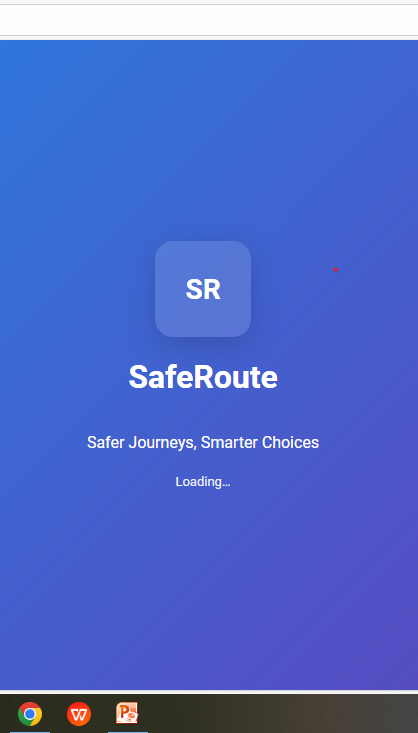 SR
SafeRoute
Safer Journeys, Smarter Choices
Loading...